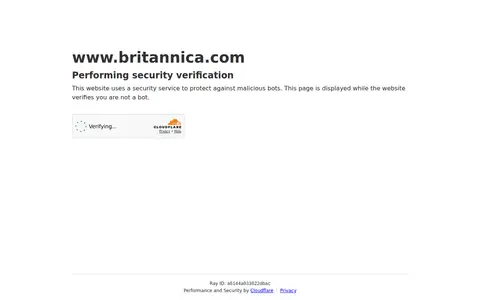 www.britannica.com
Performing security verification
This website uses a security service to protect against malicious bots. This page is displayed while the website
verifies you are not a bot.
Verifying...
CLOUDFLARE
Privacy • Help
Ray ID:
Performance and Security by Cloudflare | Privacy